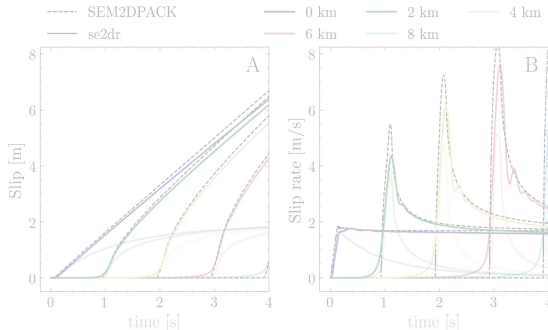 SEM2DPACK 0 km 2 km 4 km
se2dr 6 km 8 km
A B
8 8
6 6
4 4
2 2
0 0
Slip [m] Slip rate [m/s]
0 1 2 3 4 0 1 2 3 4
time [s] time [s]